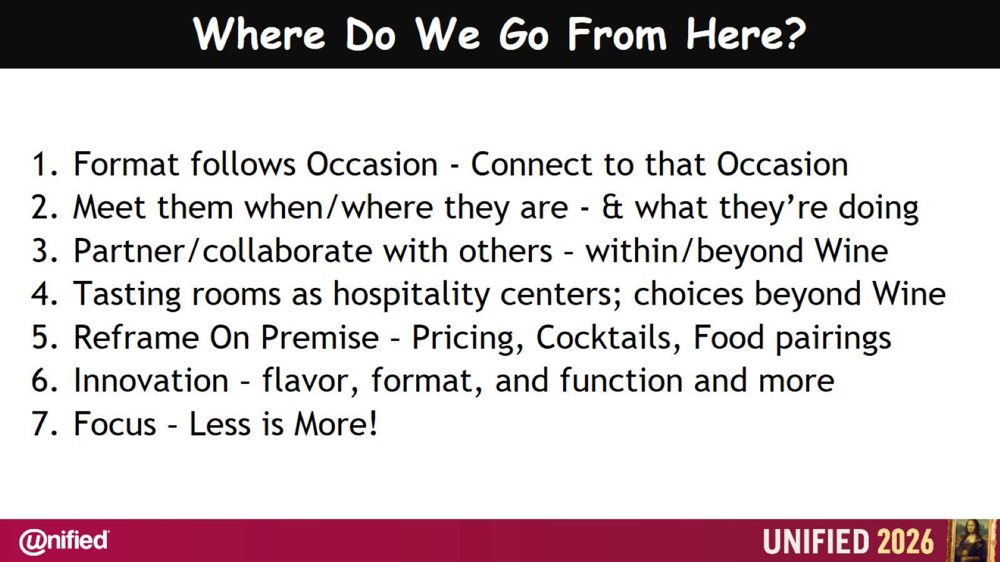 Where Do We Go From Here?
1. Format follows Occasion - Connect to that Occasion
2. Meet them when/where they are - & what they’re doing
3. Partner/collaborate with others – within/beyond Wine
4. Tasting rooms as hospitality centers; choices beyond Wine
5. Reframe On Premise – Pricing, Cocktails, Food pairings
6. Innovation – flavor, format, and function and more
7. Focus – Less is More!
unified
UNIFIED 2026